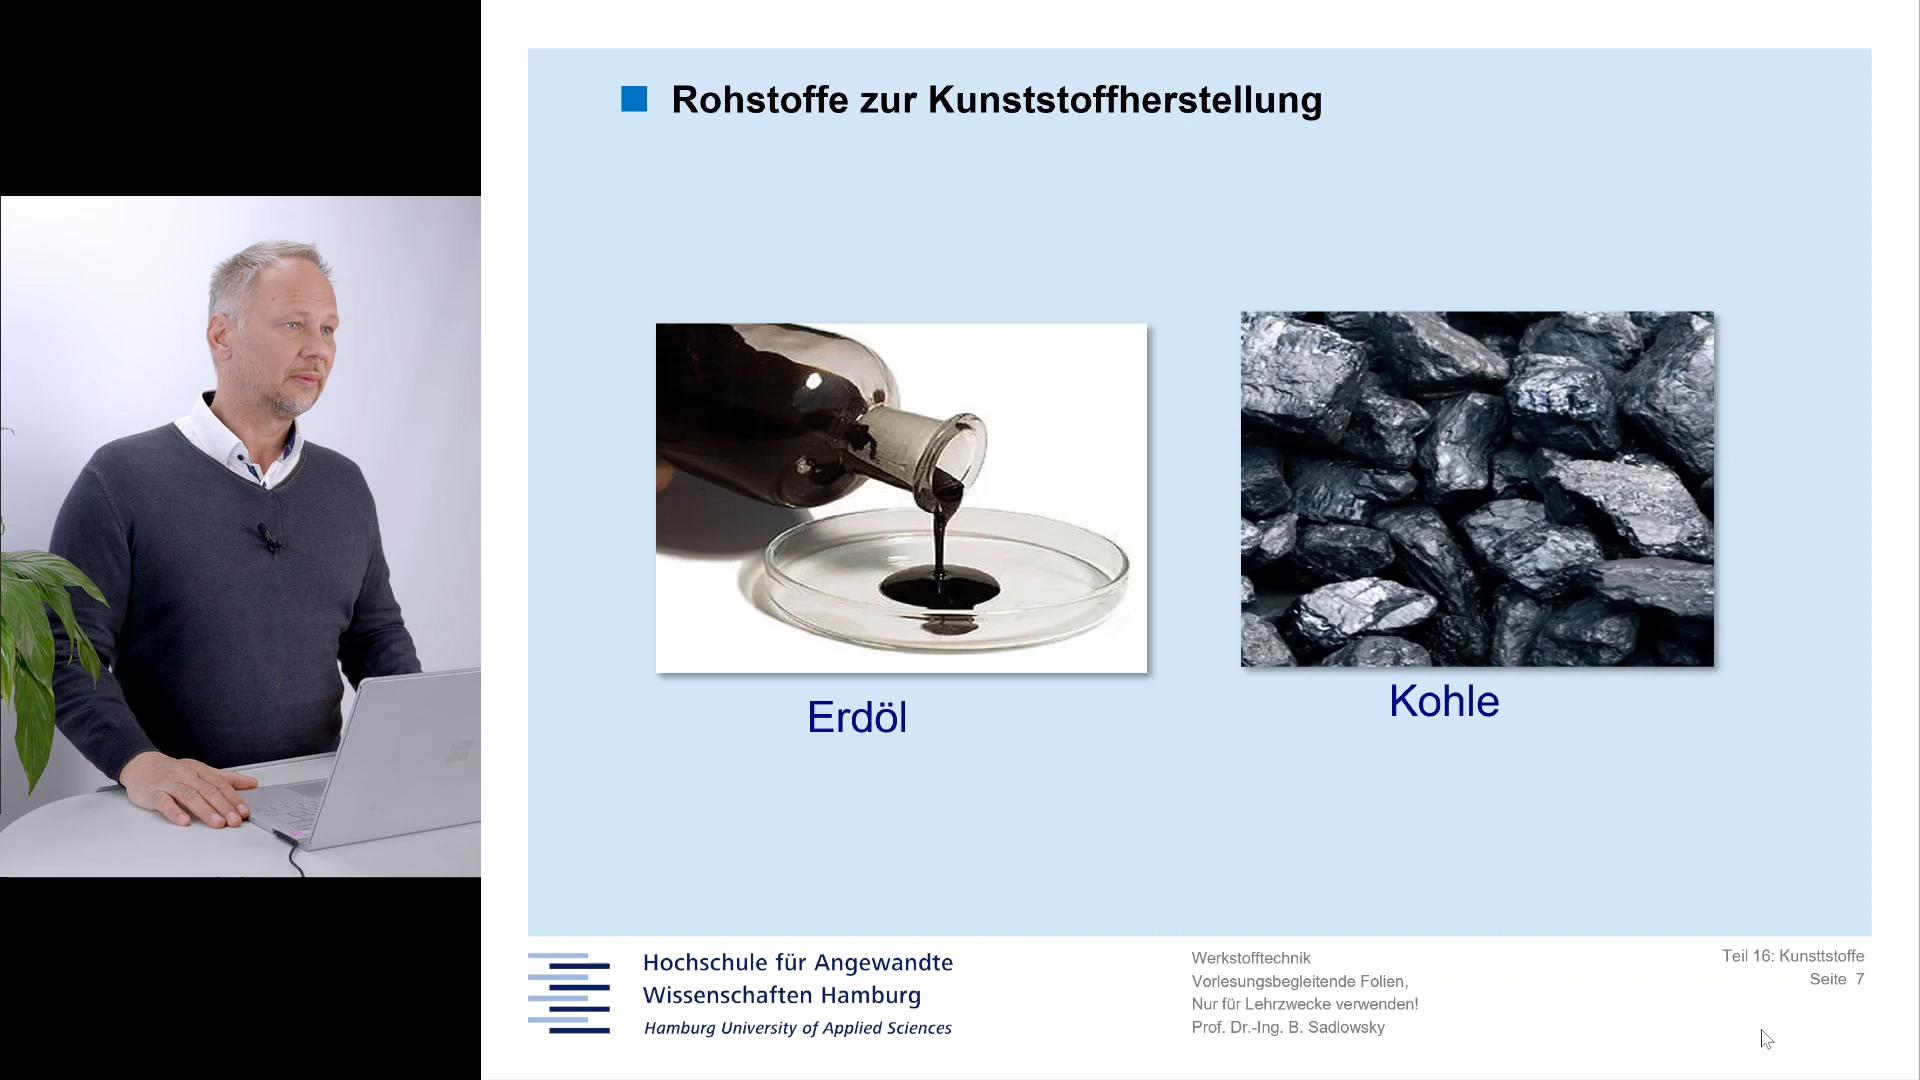 Rohstoffe zur Kunststoffherstellung
Erdöl
Kohle
Hochschule für Angewandte
Wissenschaften Hamburg
Hamburg University of Applied Sciences
Werkstofftechnik
Vorlesungsbegleitende Folien,
Nur für Lehrzwecke verwenden!
Prof. Dr.-Ing. B. Sadlowsky
Teil 16: Kunsttstoffe
Seite 7